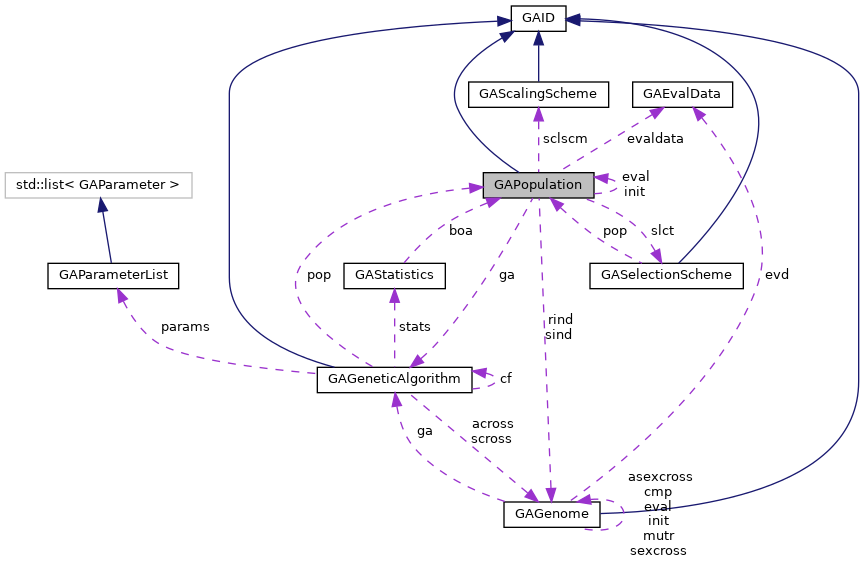 GAID
GAScalingScheme
GAEvalData
sclscm
evaldata
std::list< GAParameter >
GAPopulation
eval
init
boa
pop
slct
GAParameterList
pop
GAStatistics
ga
GASelectionScheme
evd
params
stats
rind
sind
GAGeneticAlgorithm
cf
ga
across
scross
asexcross
cmp
eval
init
mutr
sexcross
GAGenome